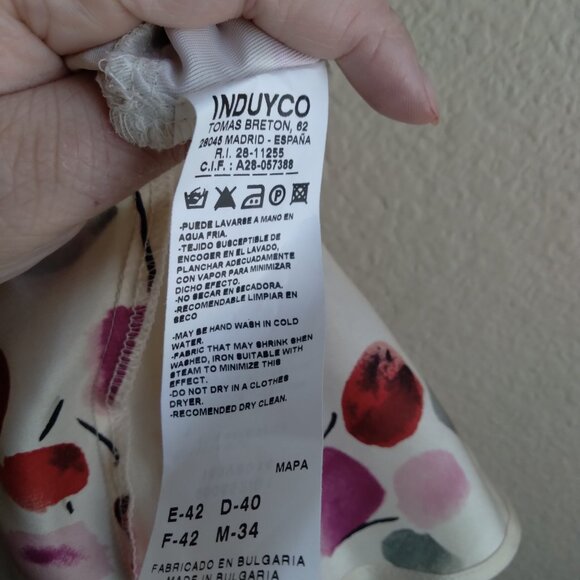 INDUYCO
TOMAS BRETON, 62
28045 MADRID - ESPAÑA
R.I. 28-11255
C.I.F. : A28-057388
-PUEDE LAVARSE A MANO EN
AGUA FRIA.
-TEJIDO SUSCEPTIBLE DE
ENCOGER EN EL LAVADO,
PLANCHAR ADECUADAMENTE
CON VAPOR PARA MINIMIZAR
DICHO EFECTO.
-NO SECAR EN SECADORA.
-RECOMENDABLE LIMPIAR EN
SECO
-MAY BE HAND WASH IN COLD
WATER.
-FABRIC THAT MAY SHRINK SHEN
WASHED, IRON SUITABLE WITH
STEAM TO MINIMIZE THIS
EFFECT.
-DO NOT DRY IN A CLOTHES
DRYER.
-RECOMENDED DRY CLEAN.
MAPA
E-42 D-40
F-42 M-34
FABRICADO EN BULGARIA
MADE IN BULGARIA